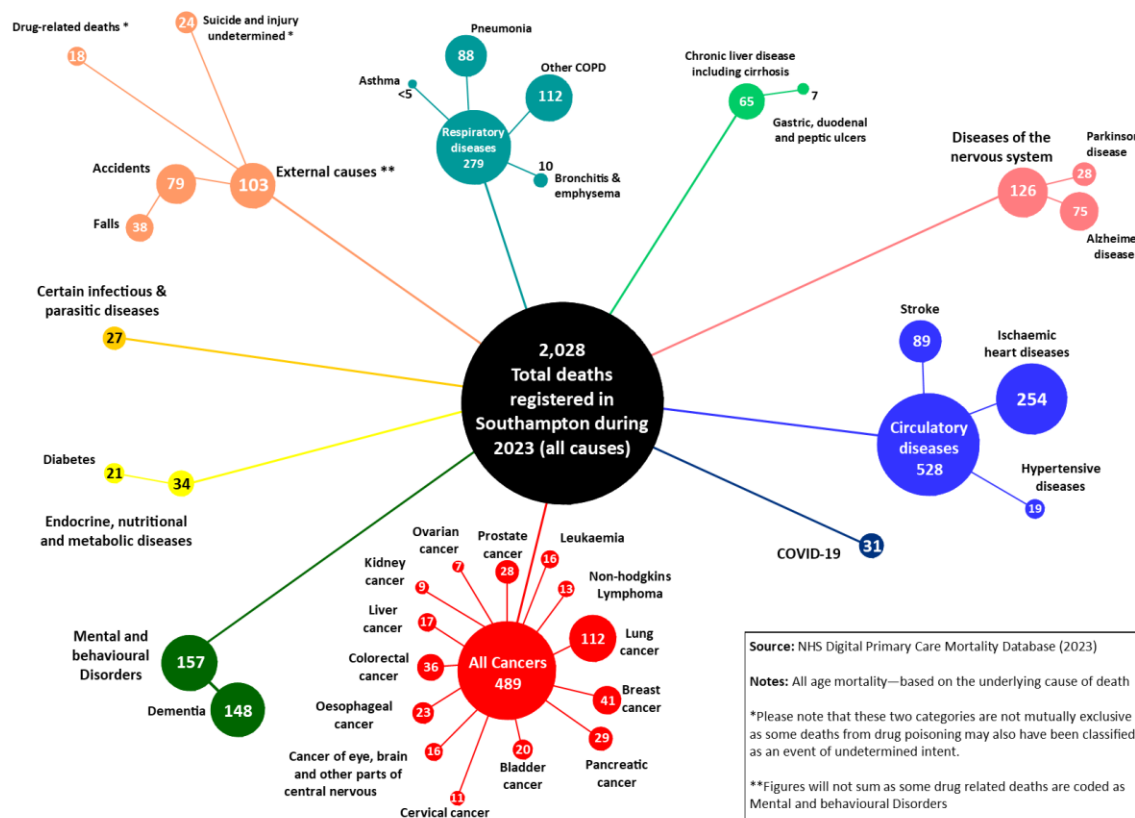 Drug-related deaths *
18
24
Suicide and injury
undetermined *
Accidents
79
Falls
38
103
External causes **
Pneumonia
88
Asthma
<5
Other COPD
112
Respiratory
diseases
279
10
Bronchitis &
emphysema
Chronic liver disease
including cirrhosis
65
7
Gastric, duodenal
and peptic ulcers
Diseases of the
nervous system
126
Parkinson
disease
28
75
Alzheime
disease
Certain infectious &
parasitic diseases
27
2,028
Total deaths
registered in
Southampton during
2023 (all causes)
Stroke
89
Ischaemic
heart diseases
254
Circulatory
diseases
528
Hypertensive
diseases
19
Diabetes
21
34
Endocrine, nutritional
and metabolic diseases
COVID-19
31
Mental and
behavioural
Disorders
157
Dementia
148
Ovarian
cancer
7
Prostate
cancer
28
Leukaemia
16
Kidney
cancer
9
Non-hodgkins
Lymphoma
13
Liver
cancer
17
112
Lung
cancer
Colorectal
cancer
36
All Cancers
489
Breast
cancer
41
Oesophageal
cancer
23
29
Pancreatic
cancer
Cancer of eye, brain
and other parts of
central nervous
16
20
Bladder
cancer
11
Cervical cancer
Source: NHS Digital Primary Care Mortality Database (2023)
Notes: All age mortality—based on the underlying cause of death
*Please note that these two categories are not mutually exclusive
as some deaths from drug poisoning may also have been classified
as an event of undetermined intent.
**Figures will not sum as some drug related deaths are coded as
Mental and behavioural Disorders